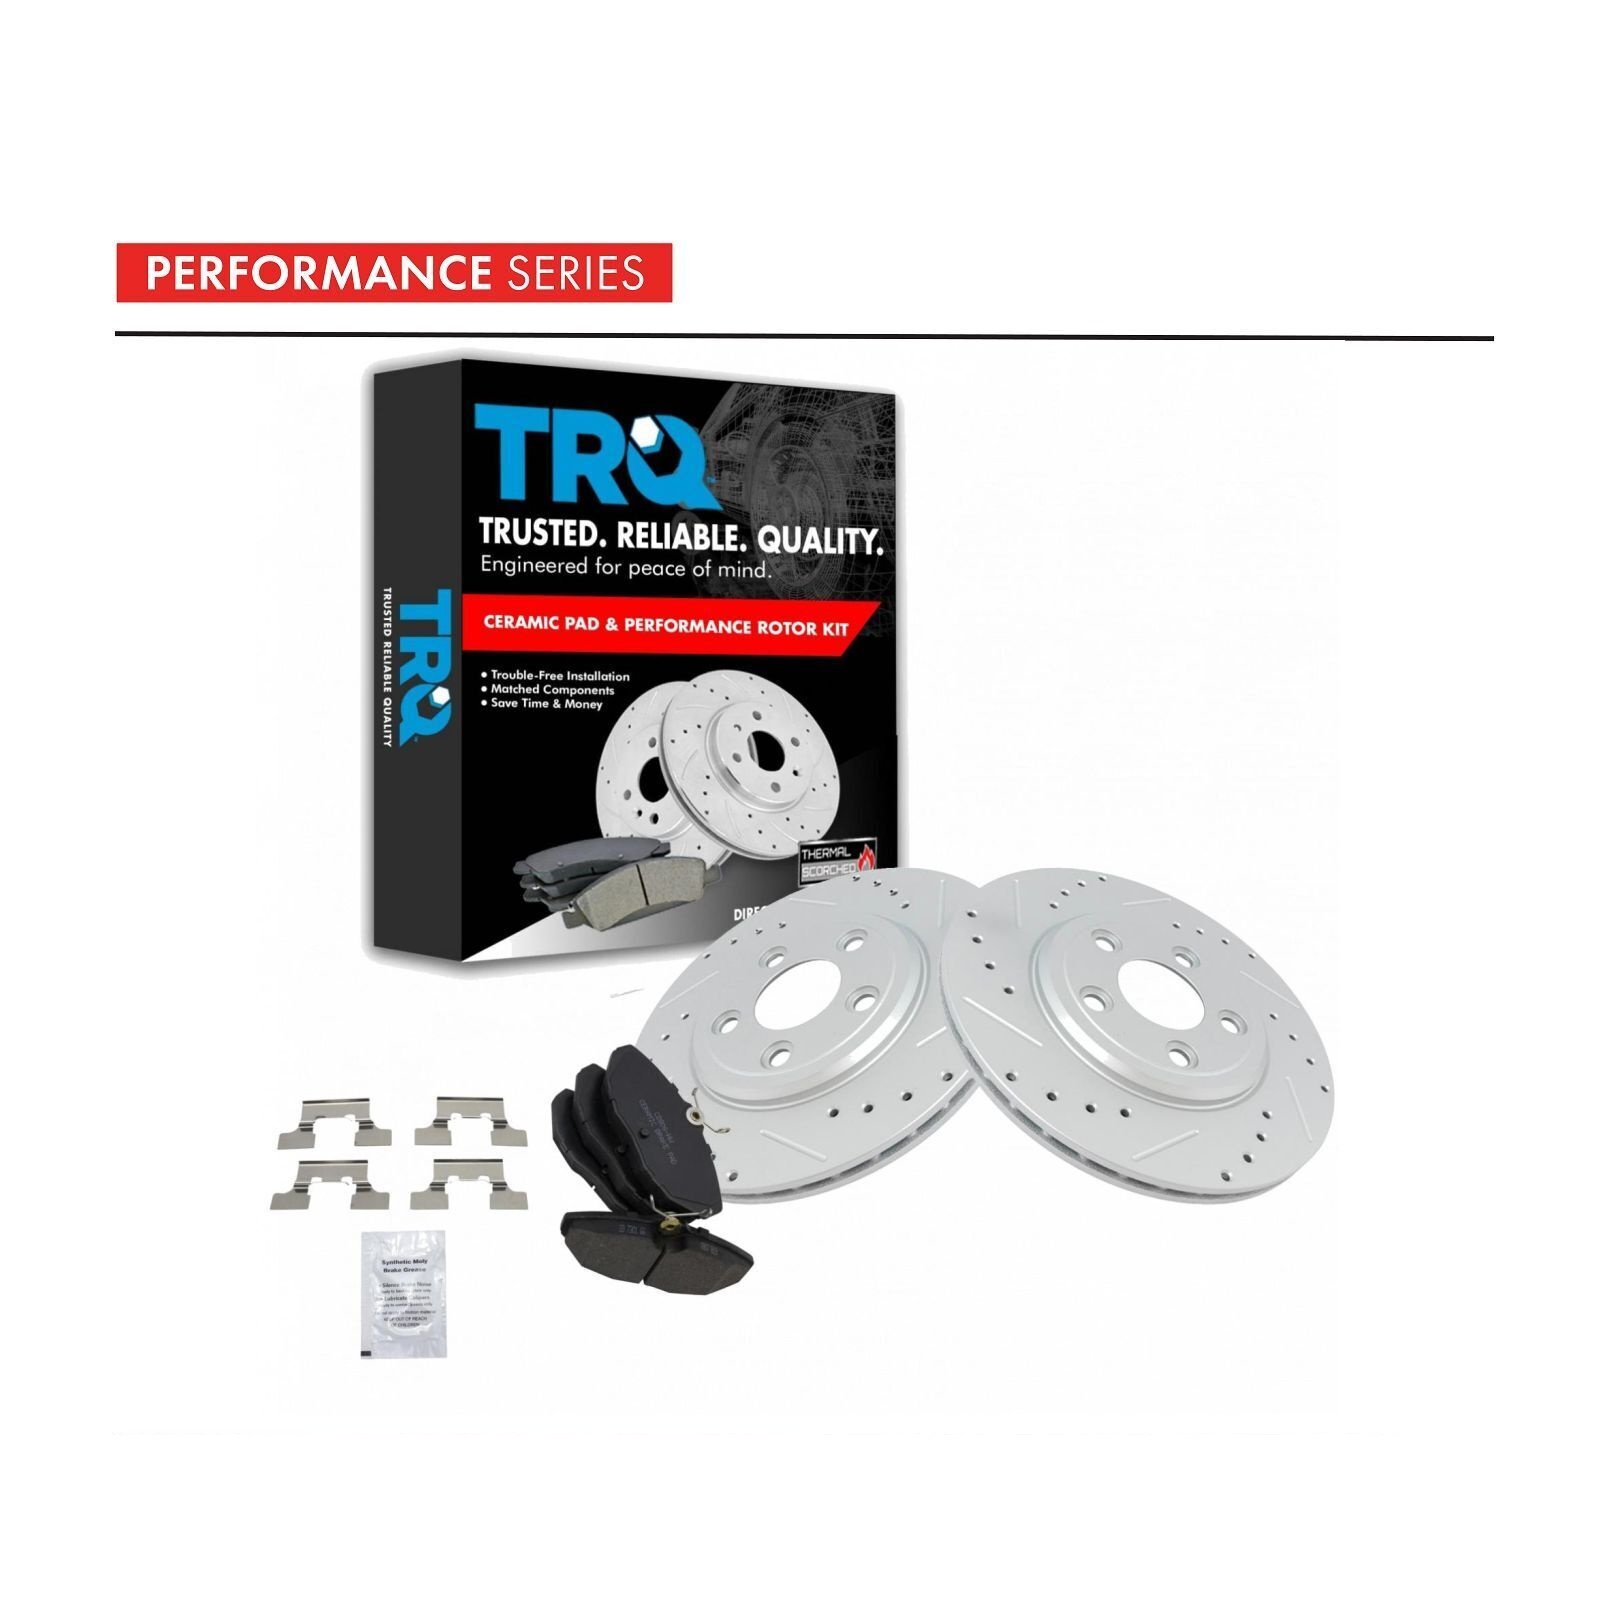 PERFORMANCE SERIES
TRQ
TRUSTED. RELIABLE. QUALITY.
Engineered for peace of mind.
CERAMIC PAD & PERFORMANCE ROTOR KIT
• Trouble-Free Installation
• Matched Components
• Save Time & Money
THERMAL
SCORCHED
TRQ
TRUSTED RELIABLE QUALITY
CERAMIC BRAKE PAD
Synthetic Moly
Brake Grease
Silence Brake Noise
Lubricate Calipers
KEEP OUT OF REACH
OF CHILDREN